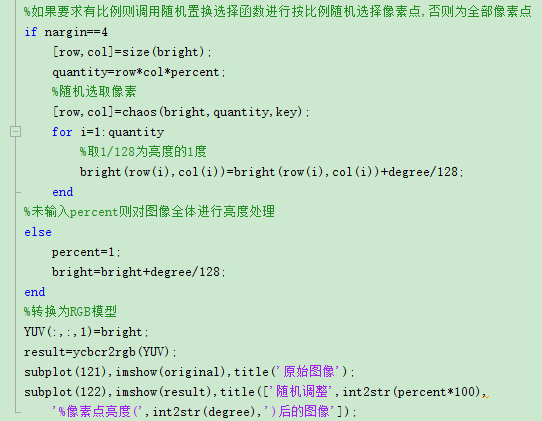 %如果要求有比例则调用随机置换选择函数进行按比例随机选择像素点,否则为全部像素点
if nargin==4
[row,col]=size(bright);
quantity=row*col*percent;
%随机选取像素
[row,col]=chaos(bright,quantity,key);
for i=1:quantity
%取1/128为亮度的1度
bright(row(i),col(i))=bright(row(i),col(i))+degree/128;
end
%未输入percent则对图像全体进行亮度处理
else
percent=1;
bright=bright+degree/128;
end
%转换为RGB模型
YUV(:,:,1)=bright;
result=ycbcr2rgb(YUV);
subplot(121),imshow(original),title('原始图像');
subplot(122),imshow(result),title(['随机调整',int2str(percent*100),
'%像素点亮度(',int2str(degree),')后的图像']);